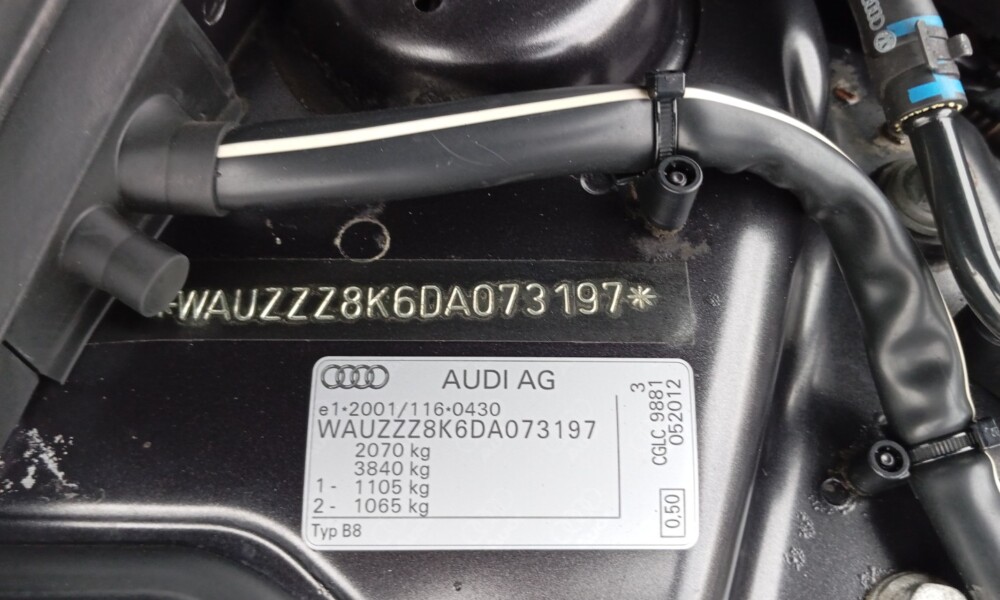 *WAUZZZ8K6DA073197*
AUDI AG
e1*2001/116*0430
WAUZZZ8K6DA073197
2070 kg
3840 kg
1- 1105 kg
2- 1065 kg
Typ B8
3
CGLC 9881
052012
0,50